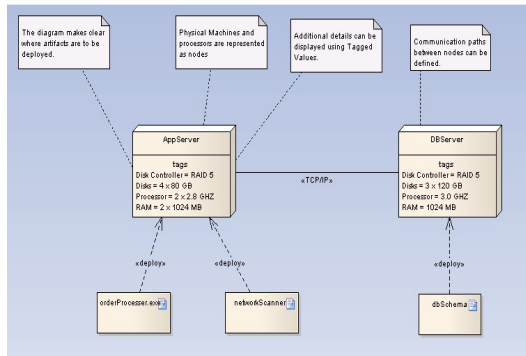 The diagram makes clear
where artifacts are to be
deployed.
Physical Machines and
processors are represented
as nodes
Additional details can be
displayed using Tagged
Values.
Communication paths
between nodes can be
defined.
AppServer
tags
Disk Controller = RAID 5
Disks = 4 x 80 GB
Processor = 2 x 2.8 GHZ
RAM = 2 x 1024 MB
«TCP/IP»
DBServer
tags
Disk Controller = RAID 5
Disks = 3 x 120 GB
Processor = 3.0 GHZ
RAM = 1024 MB
«deploy»
«deploy»
«deploy»
orderProcesser.exe
networkScanner
dbSchema